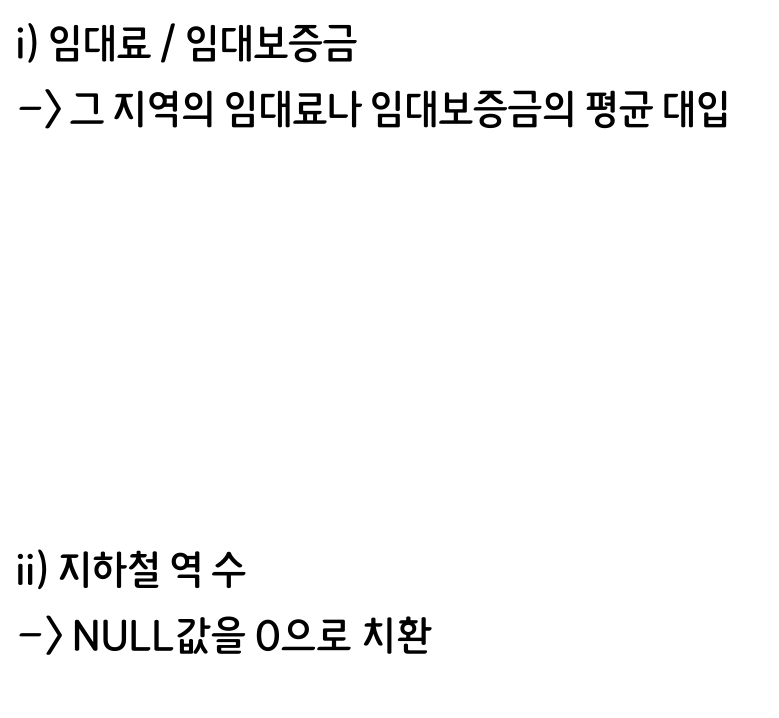 i) 임대료 / 임대보증금
-> 그 지역의 임대료나 임대보증금의 평균 대입
ii) 지하철 역 수
-> NULL값을 0으로 치환